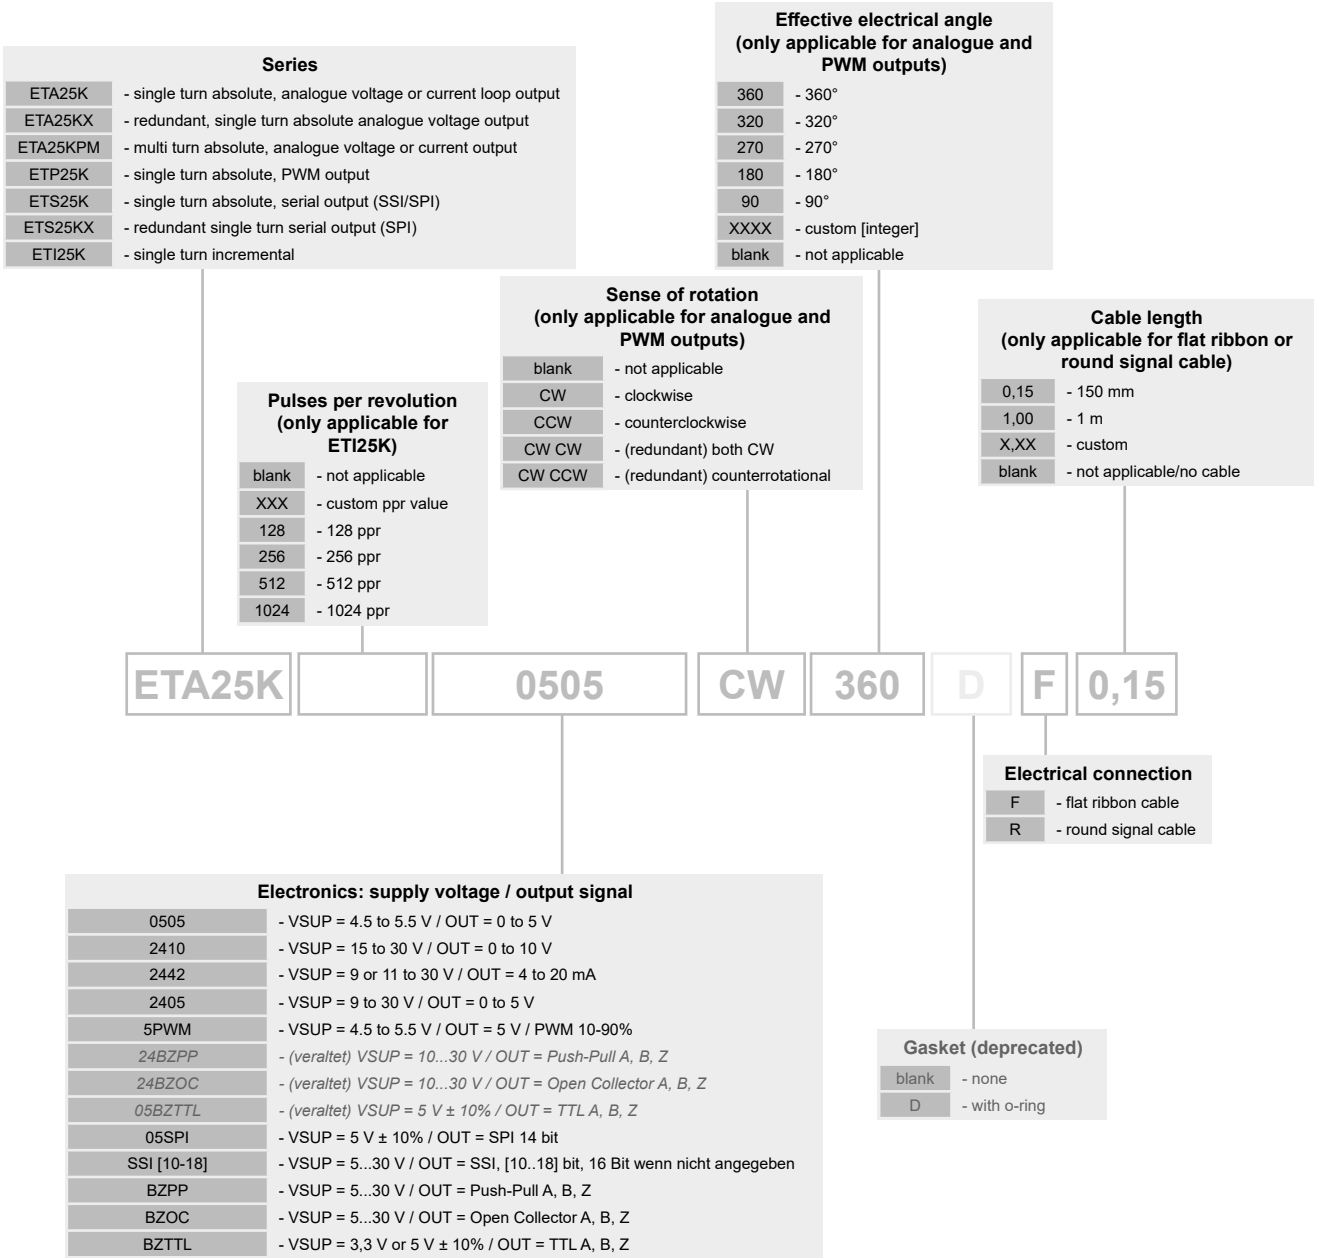 Series
ETA25K - single turn absolute, analogue voltage or current loop output
ETA25KX - redundant, single turn absolute analogue voltage output
ETA25KPM - multi turn absolute, analogue voltage or current output
ETP25K - single turn absolute, PWM output
ETS25K - single turn absolute, serial output (SSI/SPI)
ETS25KX - redundant single turn serial output (SPI)
ETI25K - single turn incremental
Effective electrical angle
(only applicable for analogue and
PWM outputs)
360 - 360°
320 - 320°
270 - 270°
180 - 180°
90 - 90°
XXXX - custom [integer]
blank - not applicable
Sense of rotation
(only applicable for analogue and
PWM outputs)
blank - not applicable
CW - clockwise
CCW - counterclockwise
CW CW - (redundant) both CW
CW CCW - (redundant) counterrotational
Cable length
(only applicable for flat ribbon or
round signal cable)
0,15 - 150 mm
1,00 - 1 m
X,XX - custom
blank - not applicable/no cable
Pulses per revolution
(only applicable for
ETI25K)
blank - not applicable
XXX - custom ppr value
128 - 128 ppr
256 - 256 ppr
512 - 512 ppr
1024 - 1024 ppr
ETA25K 0505 CW 360 D F 0,15
Electrical connection
F - flat ribbon cable
R - round signal cable
Electronics: supply voltage / output signal
0505 - VSUP = 4.5 to 5.5 V / OUT = 0 to 5 V
2410 - VSUP = 15 to 30 V / OUT = 0 to 10 V
2442 - VSUP = 9 or 11 to 30 V / OUT = 4 to 20 mA
2405 - VSUP = 9 to 30 V / OUT = 0 to 5 V
5PWM - VSUP = 4.5 to 5.5 V / OUT = 5 V / PWM 10-90%
24BZPP - (veraltet) VSUP = 10...30 V / OUT = Push-Pull A, B, Z
24BZOC - (veraltet) VSUP = 10...30 V / OUT = Open Collector A, B, Z
05BZTTL - (veraltet) VSUP = 5 V ± 10% / OUT = TTL A, B, Z
05SPI - VSUP = 5 V ± 10% / OUT = SPI 14 bit
SSI [10-18] - VSUP = 5...30 V / OUT = SSI, [10..18] bit, 16 Bit wenn nicht angegeben
BZPP - VSUP = 5...30 V / OUT = Push-Pull A, B, Z
BZOC - VSUP = 5...30 V / OUT = Open Collector A, B, Z
BZTTL - VSUP = 3,3 V or 5 V ± 10% / OUT = TTL A, B, Z
Gasket (deprecated)
blank - none
D - with o-ring